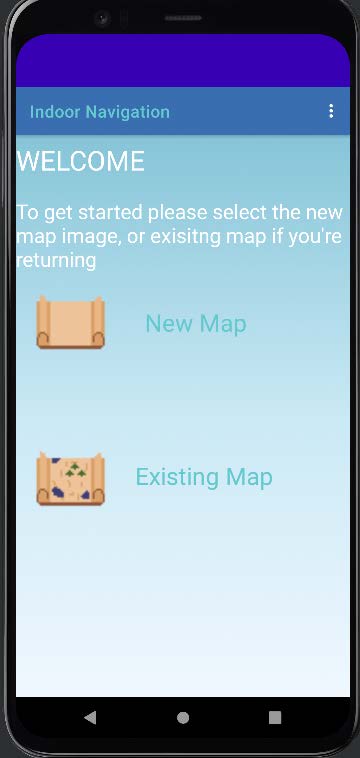 Indoor Navigation
WELCOME
To get started please select the new
map image, or exisitng map if you're
returning
New Map
Existing Map